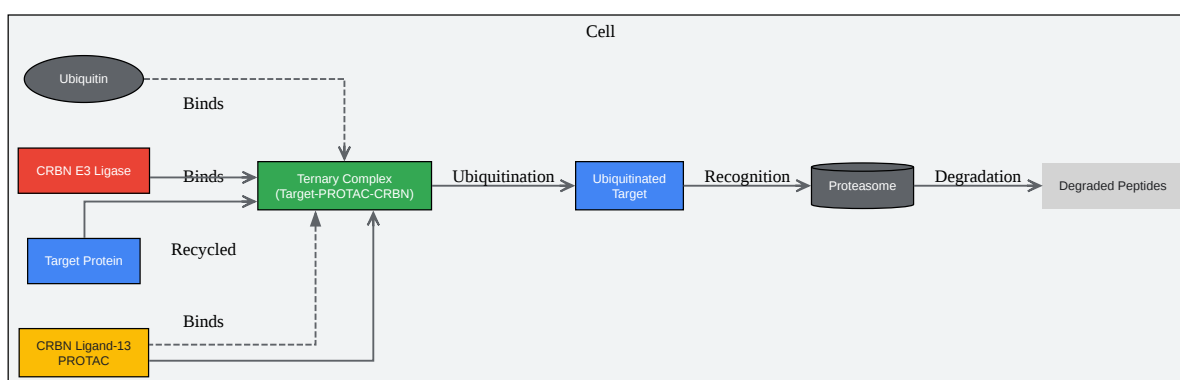 Cell
Ubiquitin
Binds
CRBN E3 Ligase
Binds
Ternary Complex
(Target-PROTAC-CRBN)
Ubiquitination
Ubiquitinated
Target
Recognition
Proteasome
Degradation
Degraded Peptides
Target Protein
Recycled
Binds
CRBN Ligand-13
PROTAC